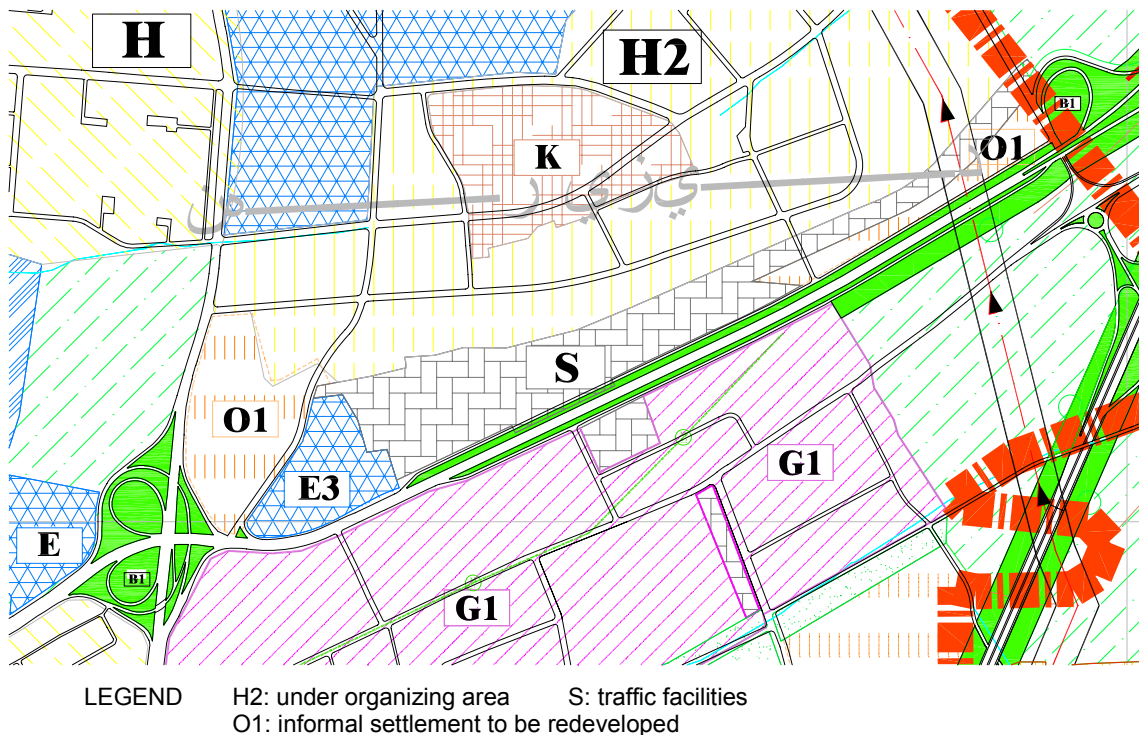 H
H2
B1
K
O1
S
O1
E3
G1
E
B1
G1
LEGEND H2: under organizing area S: traffic facilities
O1: informal settlement to be redeveloped